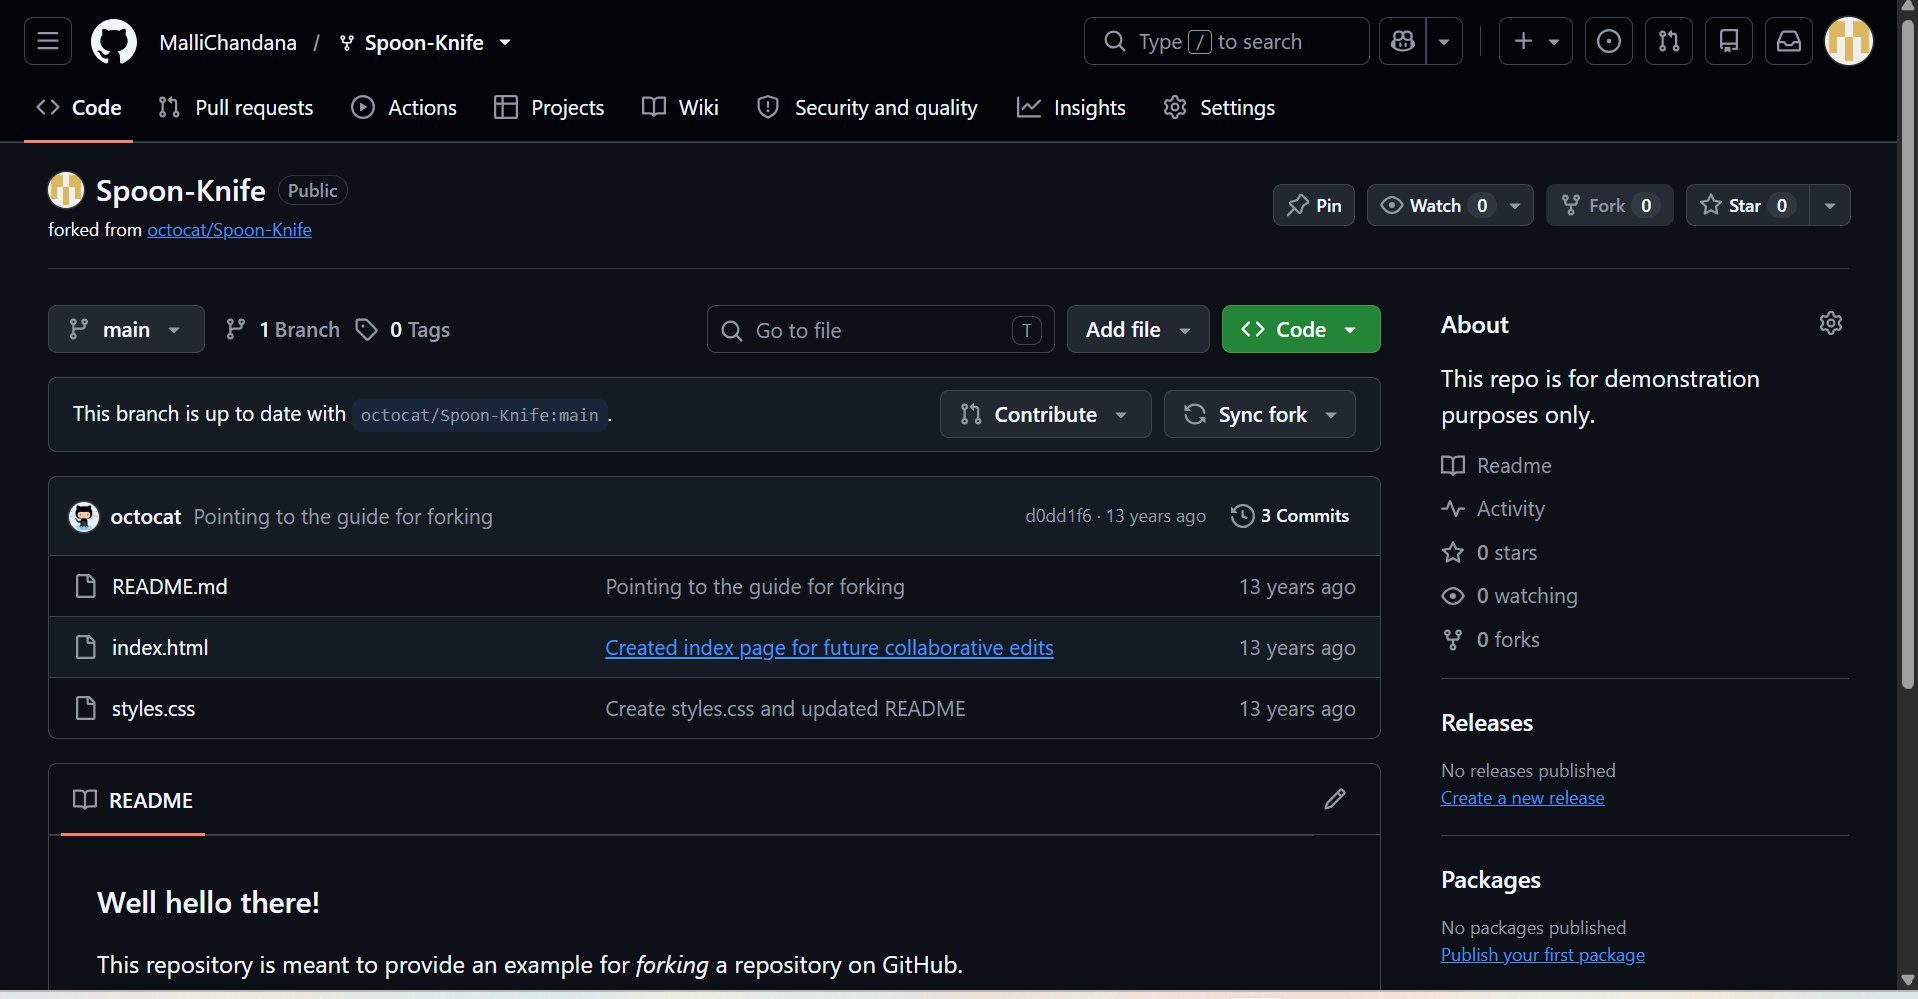 MalliChandana / Spoon-Knife
Type / to search
Code Pull requests Actions Projects Wiki Security and quality Insights Settings
Spoon-Knife Public
forked from octocat/Spoon-Knife
Pin Watch 0 Fork 0 Star 0
main 1 Branch 0 Tags
Go to file T
Add file Code
This branch is up to date with octocat/Spoon-Knife:main.
Contribute Sync fork
octocat Pointing to the guide for forking d0dd1f6 · 13 years ago 3 Commits
README.md Pointing to the guide for forking 13 years ago
index.html Created index page for future collaborative edits 13 years ago
styles.css Create styles.css and updated README 13 years ago
README
Well hello there!
This repository is meant to provide an example for forking a repository on GitHub.
About
This repo is for demonstration
purposes only.
Readme
Activity
0 stars
0 watching
0 forks
Releases
No releases published
Create a new release
Packages
No packages published
Publish your first package